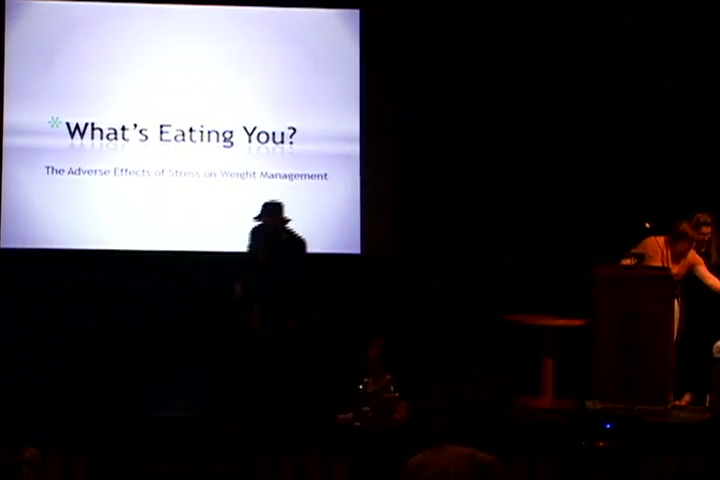 *What's Eating You?
The Adverse Effects of Stress on Weight Management